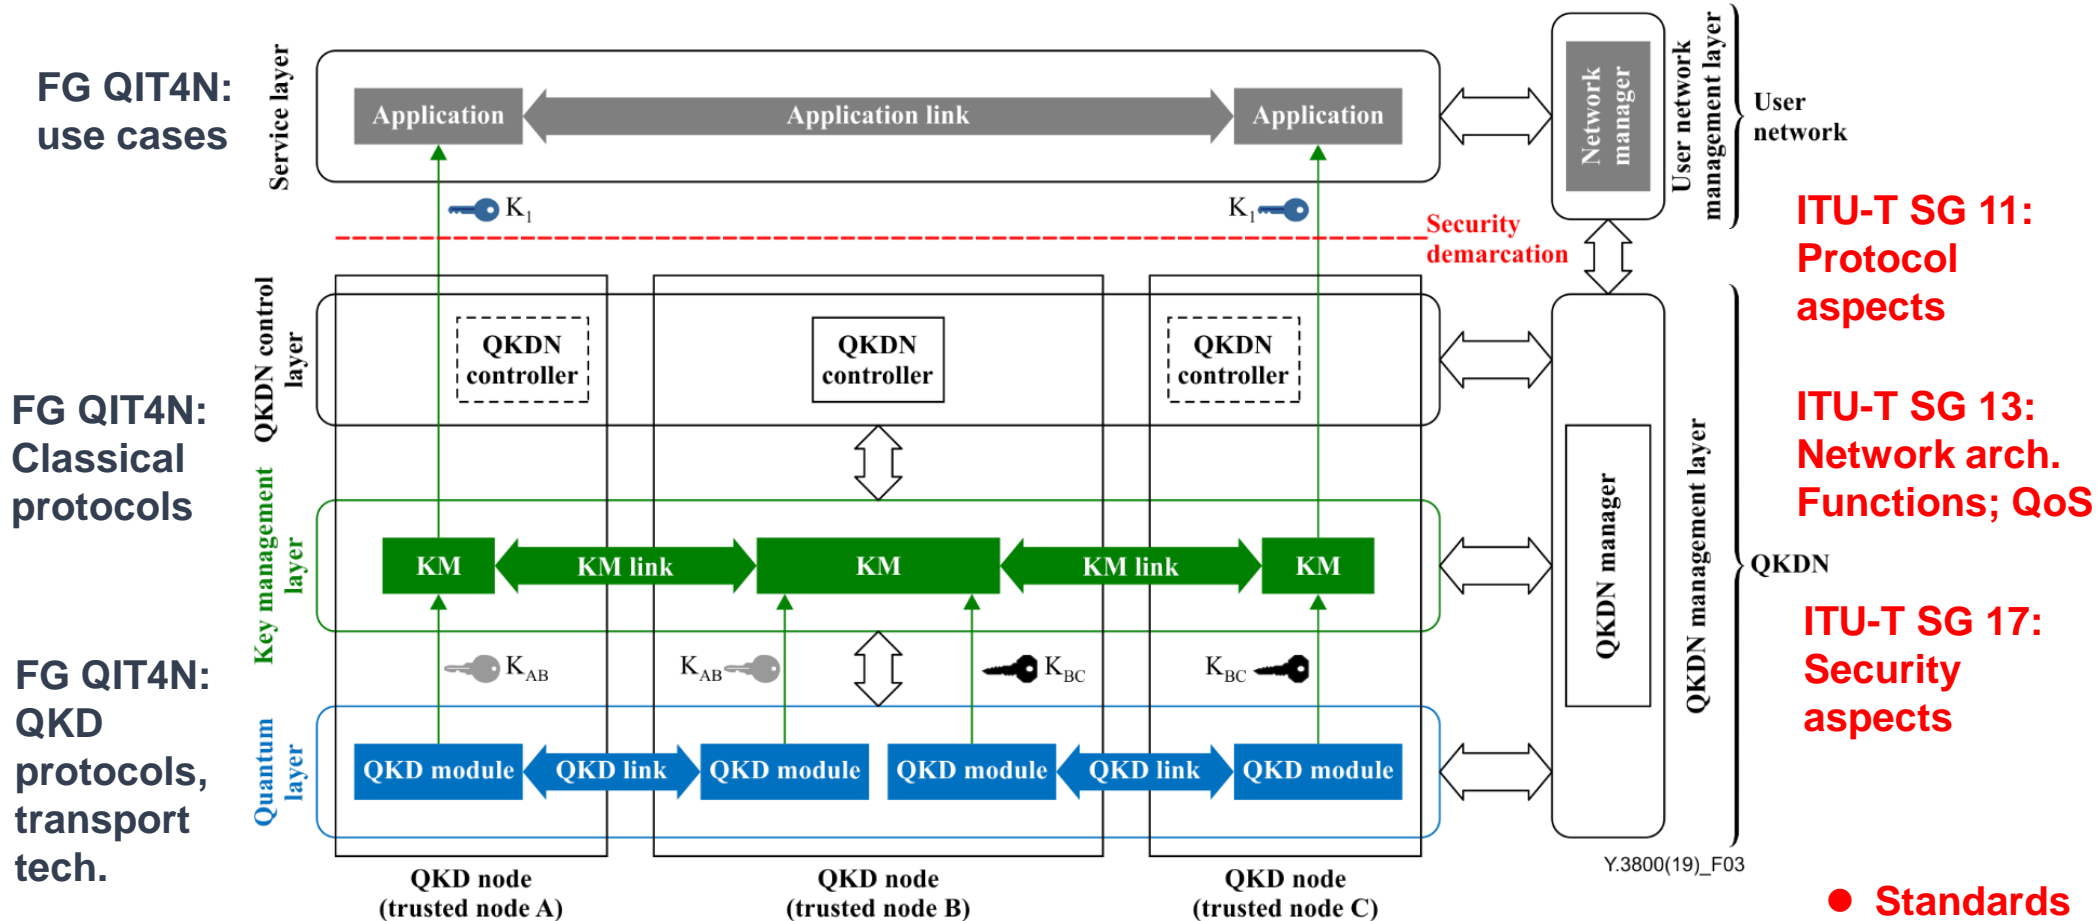 FG QIT4N:
use cases
Service layer
Application
Application link
Application
Network
manager
User network
management layer
User
network
K1
K1
Security
demarcation
ITU-T SG 11:
Protocol
aspects
QKDN control
layer
QKDN
controller
QKDN
controller
QKDN
controller
FG QIT4N:
Classical
protocols
ITU-T SG 13:
Network arch.
Functions; QoS
Key management
layer
KM
KM link
KM
KM link
KM
QKDN manager
QKDN management layer
QKDN
ITU-T SG 17:
Security
aspects
KAB
KAB
KBC
KBC
FG QIT4N:
QKD
protocols,
transport
tech.
Quantum
layer
QKD module
QKD link
QKD module
QKD module
QKD link
QKD module
Y.3800(19)_F03
QKD node
(trusted node A)
QKD node
(trusted node B)
QKD node
(trusted node C)
● Standards